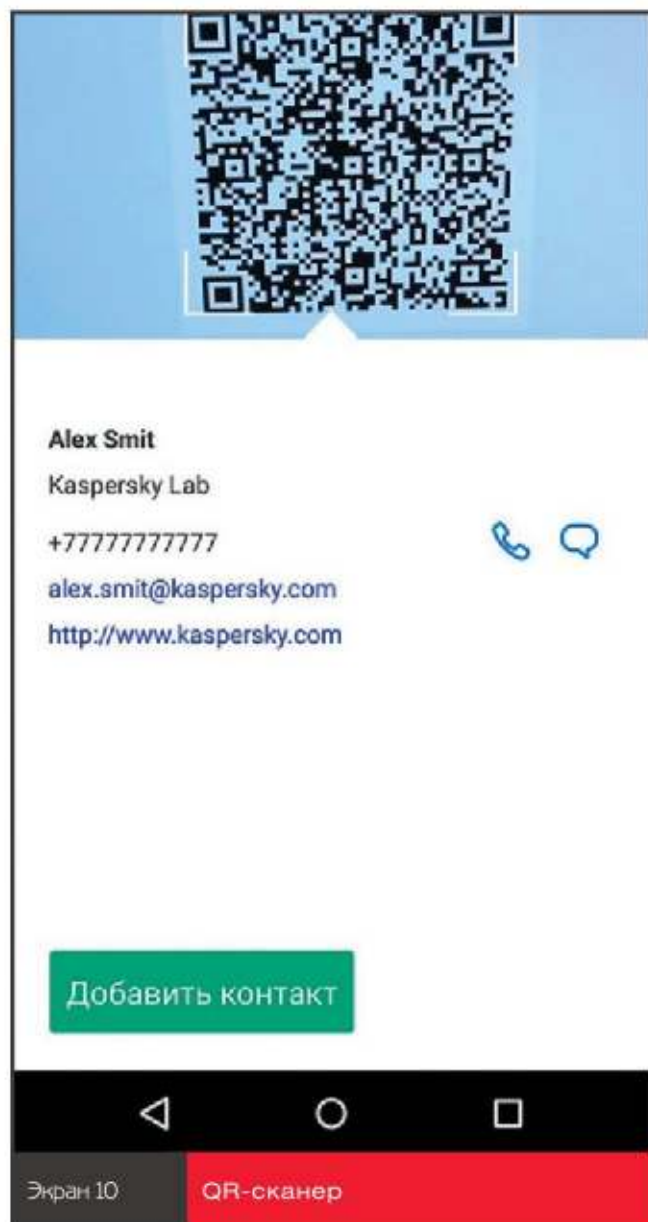 Alex Smit
Kaspersky Lab
+77777777777
alex.smit@kaspersky.com
http://www.kaspersky.com
Добавить контакт
Экран 10 QR-сканер